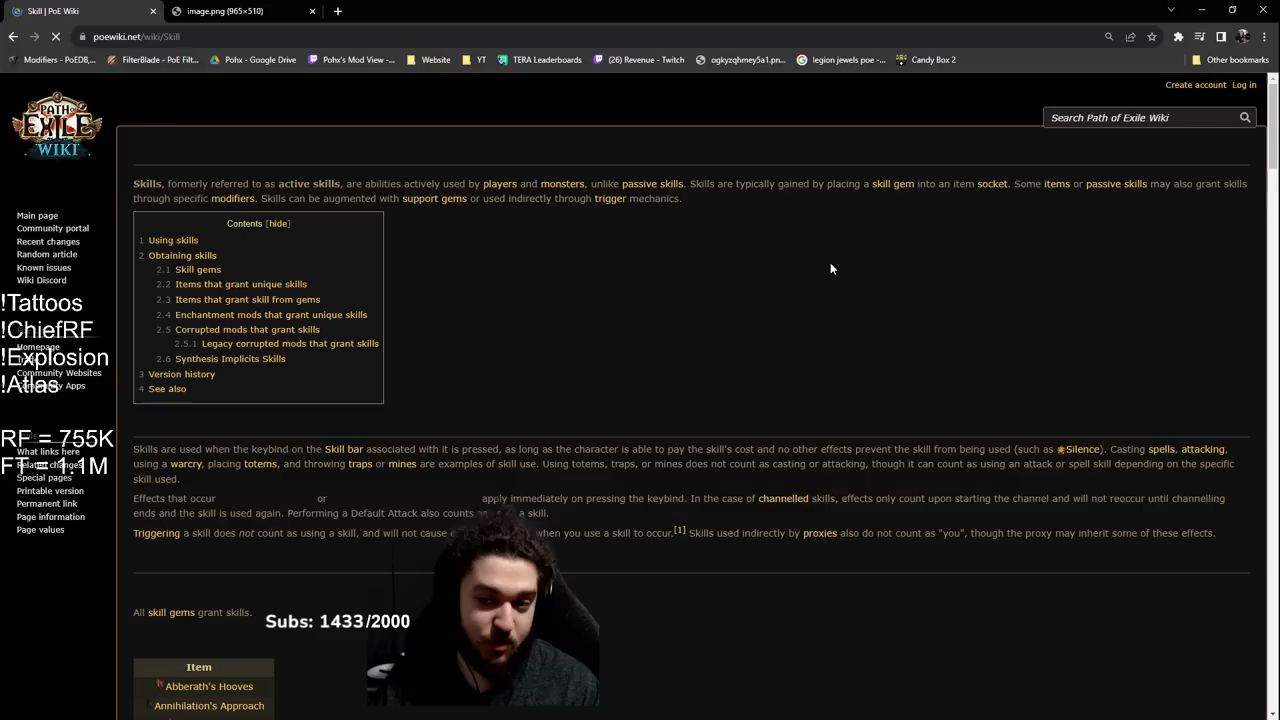 Skill | PoE Wiki
image.png (965×510)
poewiki.net/wiki/Skill
Modifiers - PoEDB,...
FilterBlade - PoE Filt...
Pohx - Google Drive
Pohx's Mod View -...
Website
YT
TERA Leaderboards
(26) Revenue - Twitch
ogkyzqhmey5a1.pn...
legion jewels poe -...
Candy Box 2
Other bookmarks
Create account Log in
PATH OF EXILE WIKI
Search Path of Exile Wiki
Skills, formerly referred to as active skills, are abilities actively used by players and monsters, unlike passive skills. Skills are typically gained by placing a skill gem into an item socket. Some items or passive skills may also grant skills
through specific modifiers. Skills can be augmented with support gems or used indirectly through trigger mechanics.
Contents [hide]
1 Using skills
2 Obtaining skills
2.1 Skill gems
2.2 Items that grant unique skills
2.3 Items that grant skill from gems
2.4 Enchantment mods that grant unique skills
2.5 Corrupted mods that grant skills
2.5.1 Legacy corrupted mods that grant skills
2.6 Synthesis Implicits Skills
3 Version history
4 See also
Main page
Community portal
Recent changes
Random article
Known issues
Wiki Discord
!Tattoos
!ChiefRF
Homepage
!Explosion
Community Websites
!Atlas
RF = 755K
What links here
FT = 1.1M
Related changes
Special pages
Printable version
Permanent link
Page information
Page values
Skills are used when the keybind on the Skill bar associated with it is pressed, as long as the character is able to pay the skill's cost and no other effects prevent the skill from being used (such as Silence). Casting spells, attacking,
using a warcry, placing totems, and throwing traps or mines are examples of skill use. Using totems, traps, or mines does not count as casting or attacking, though it can count as using an attack or spell skill depending on the specific
skill used.
Effects that occur or apply immediately on pressing the keybind. In the case of channelled skills, effects only count upon starting the channel and will not reoccur until channelling
ends and the skill is used again. Performing a Default Attack also counts a skill.
Triggering a skill does not count as using a skill, and will not cause when you use a skill to occur.[1] Skills used indirectly by proxies also do not count as "you", though the proxy may inherit some of these effects.
All skill gems grant skills.
Subs: 1433/2000
Item
Abberath's Hooves
Annihilation's Approach